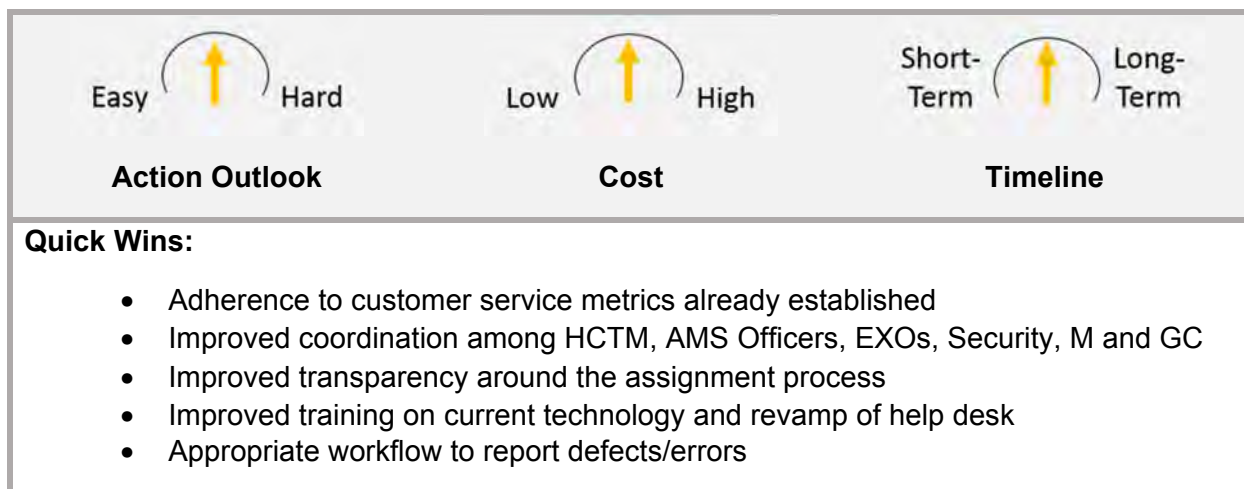 Easy Hard Low High Short-Term Long-Term
Action Outlook Cost Timeline
Quick Wins:
• Adherence to customer service metrics already established
• Improved coordination among HCTM, AMS Officers, EXOs, Security, M and GC
• Improved transparency around the assignment process
• Improved training on current technology and revamp of help desk
• Appropriate workflow to report defects/errors